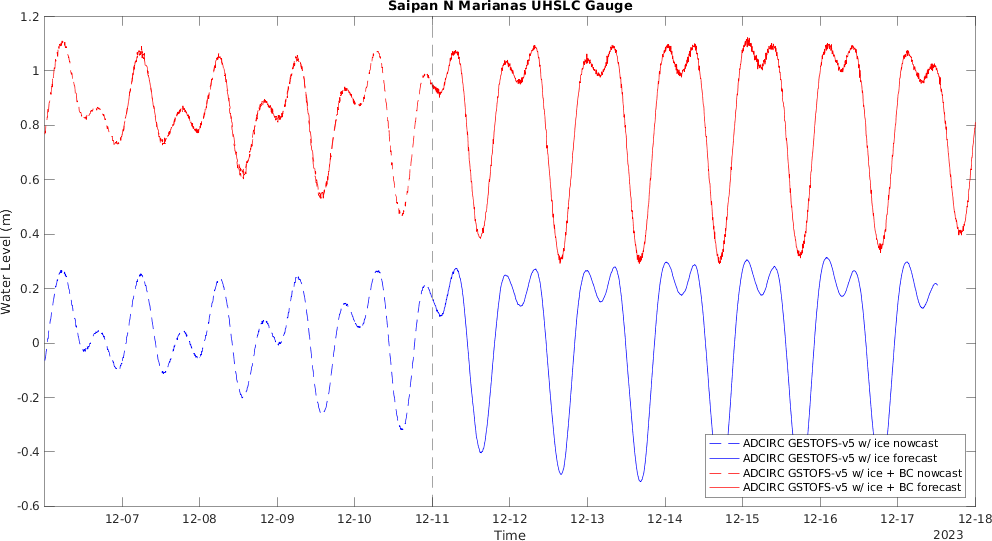 Saipan N Marianas UHSLC Gauge
1.2
1
0.8
0.6
0.4
0.2
0
-0.2
-0.4
-0.6
Water Level (m)
ADCIRC GESTOFS-v5 w/ ice nowcast
ADCIRC GESTOFS-v5 w/ ice forecast
ADCIRC GSTOFS-v5 w/ ice + BC nowcast
ADCIRC GSTOFS-v5 w/ ice + BC forecast
12-07 12-08 12-09 12-10 12-11 12-12 12-13 12-14 12-15 12-16 12-17 12-18
Time
2023